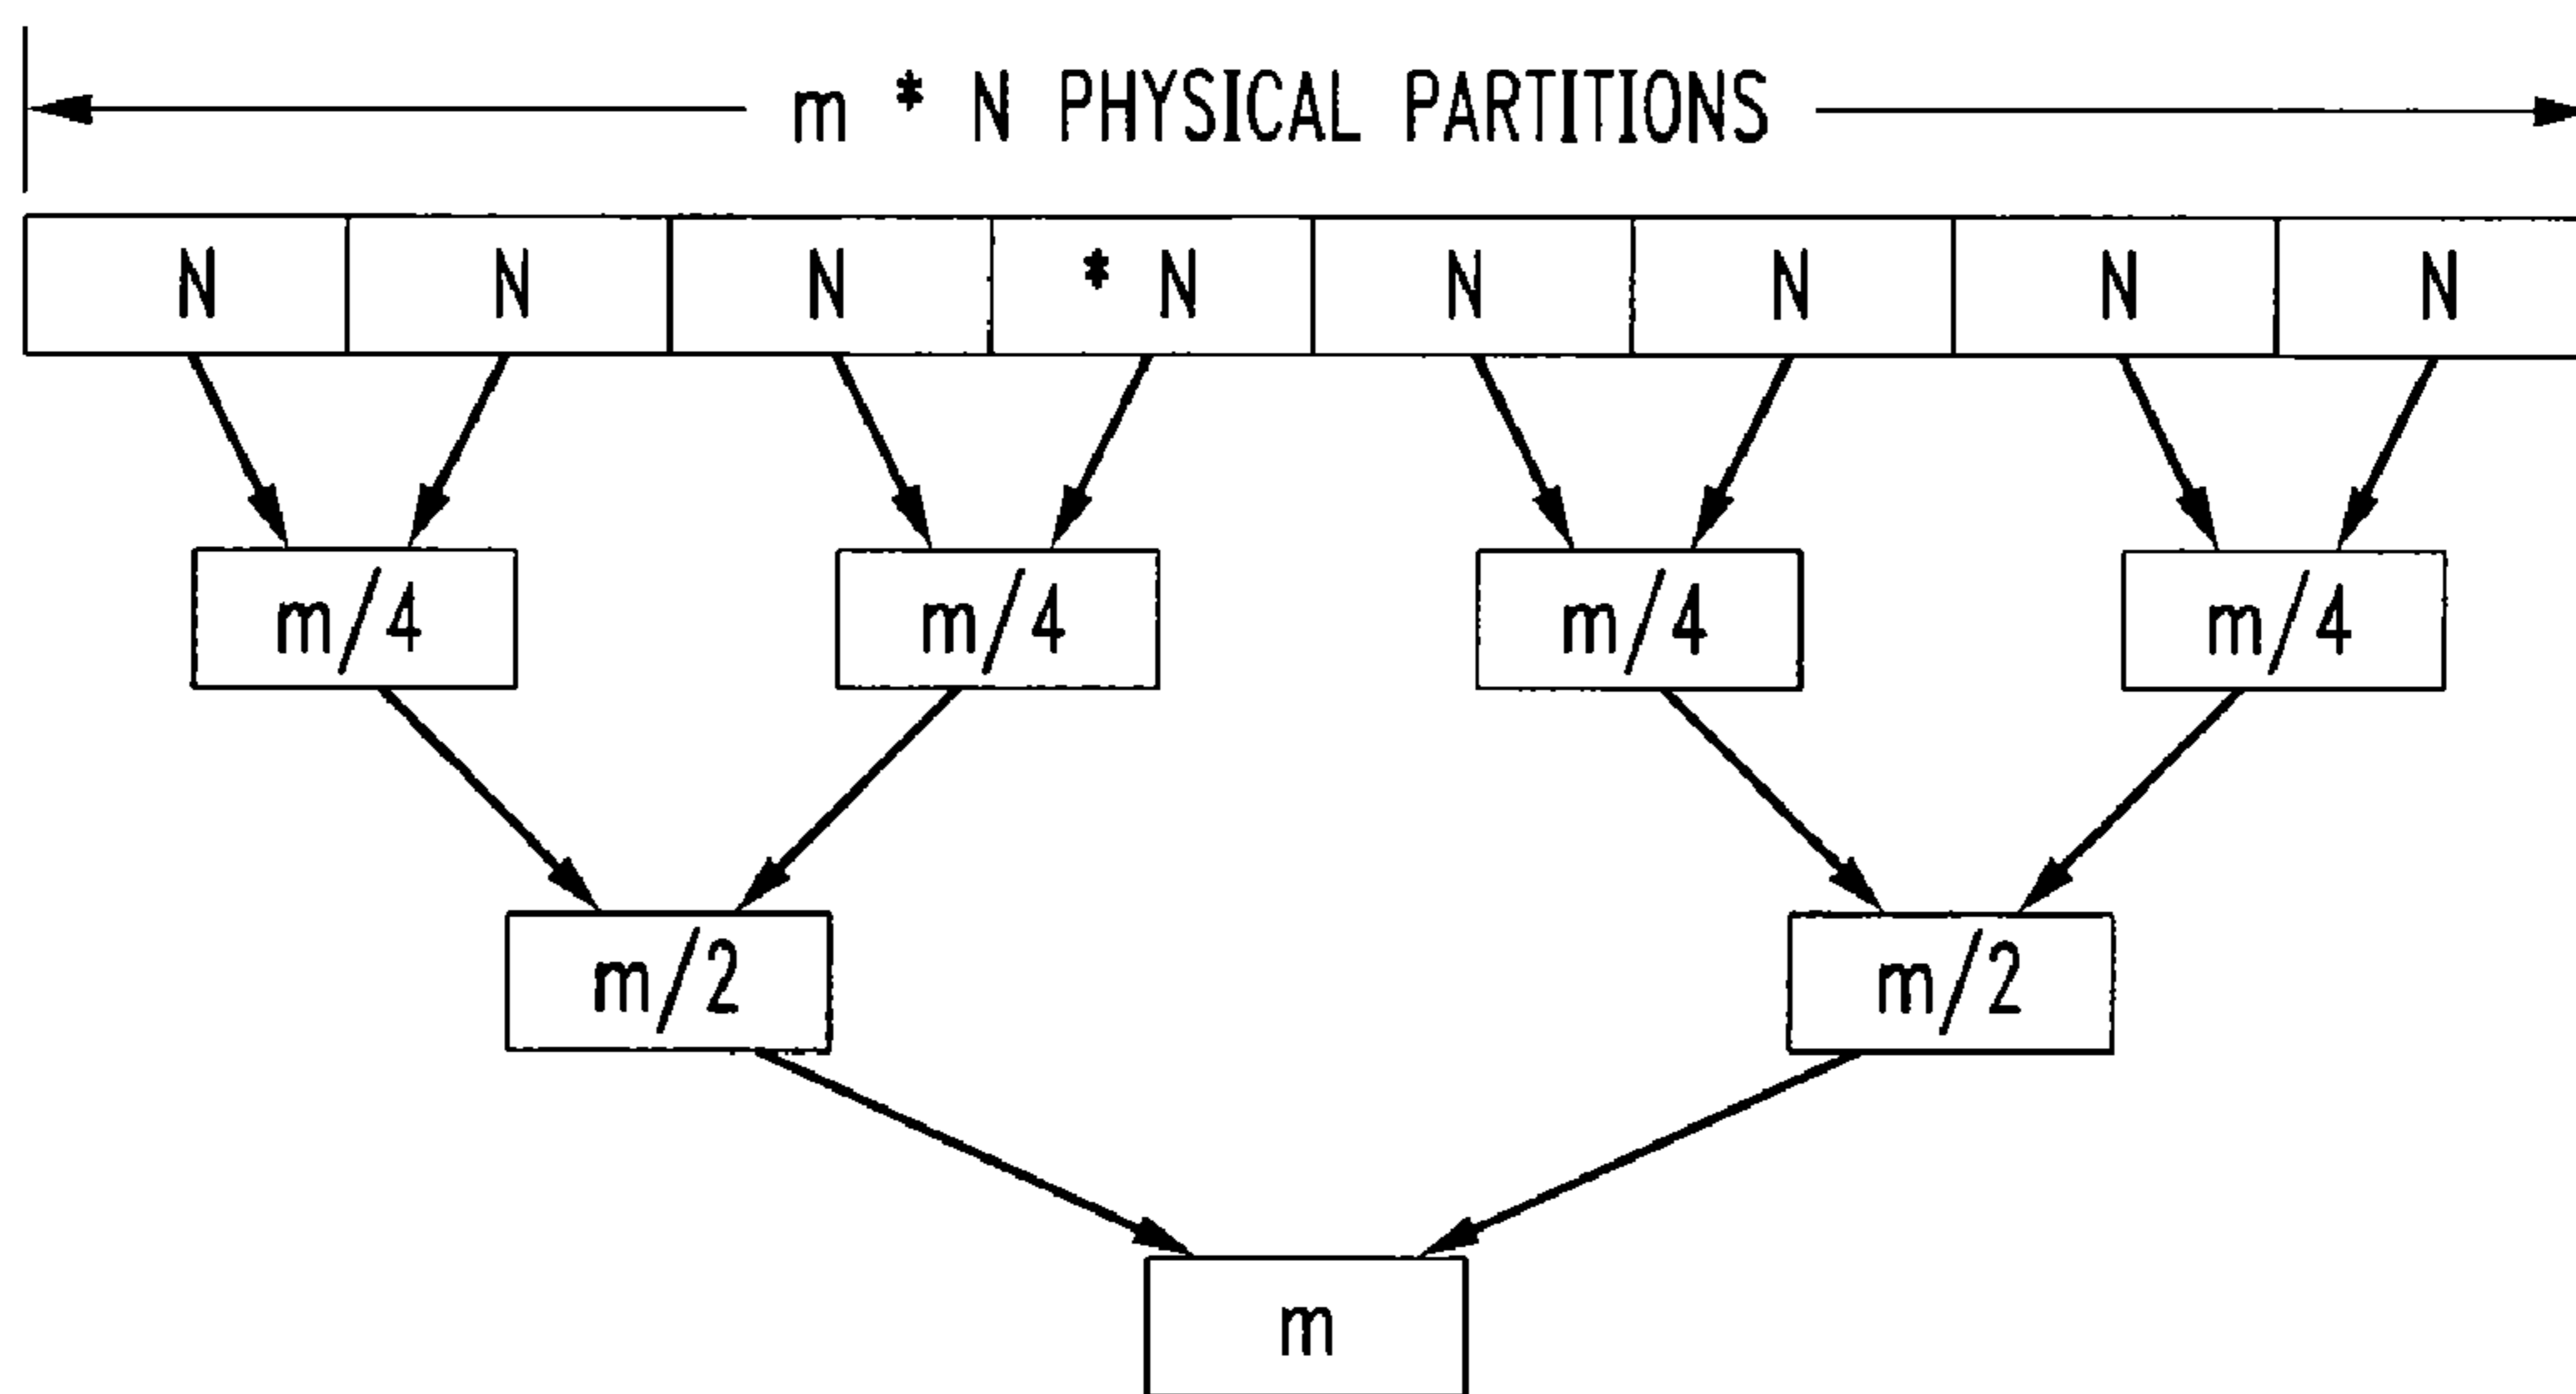 m * N PHYSICAL PARTITIONS
N N N * N N N N N
m/4 m/4 m/4 m/4
m/2 m/2
m